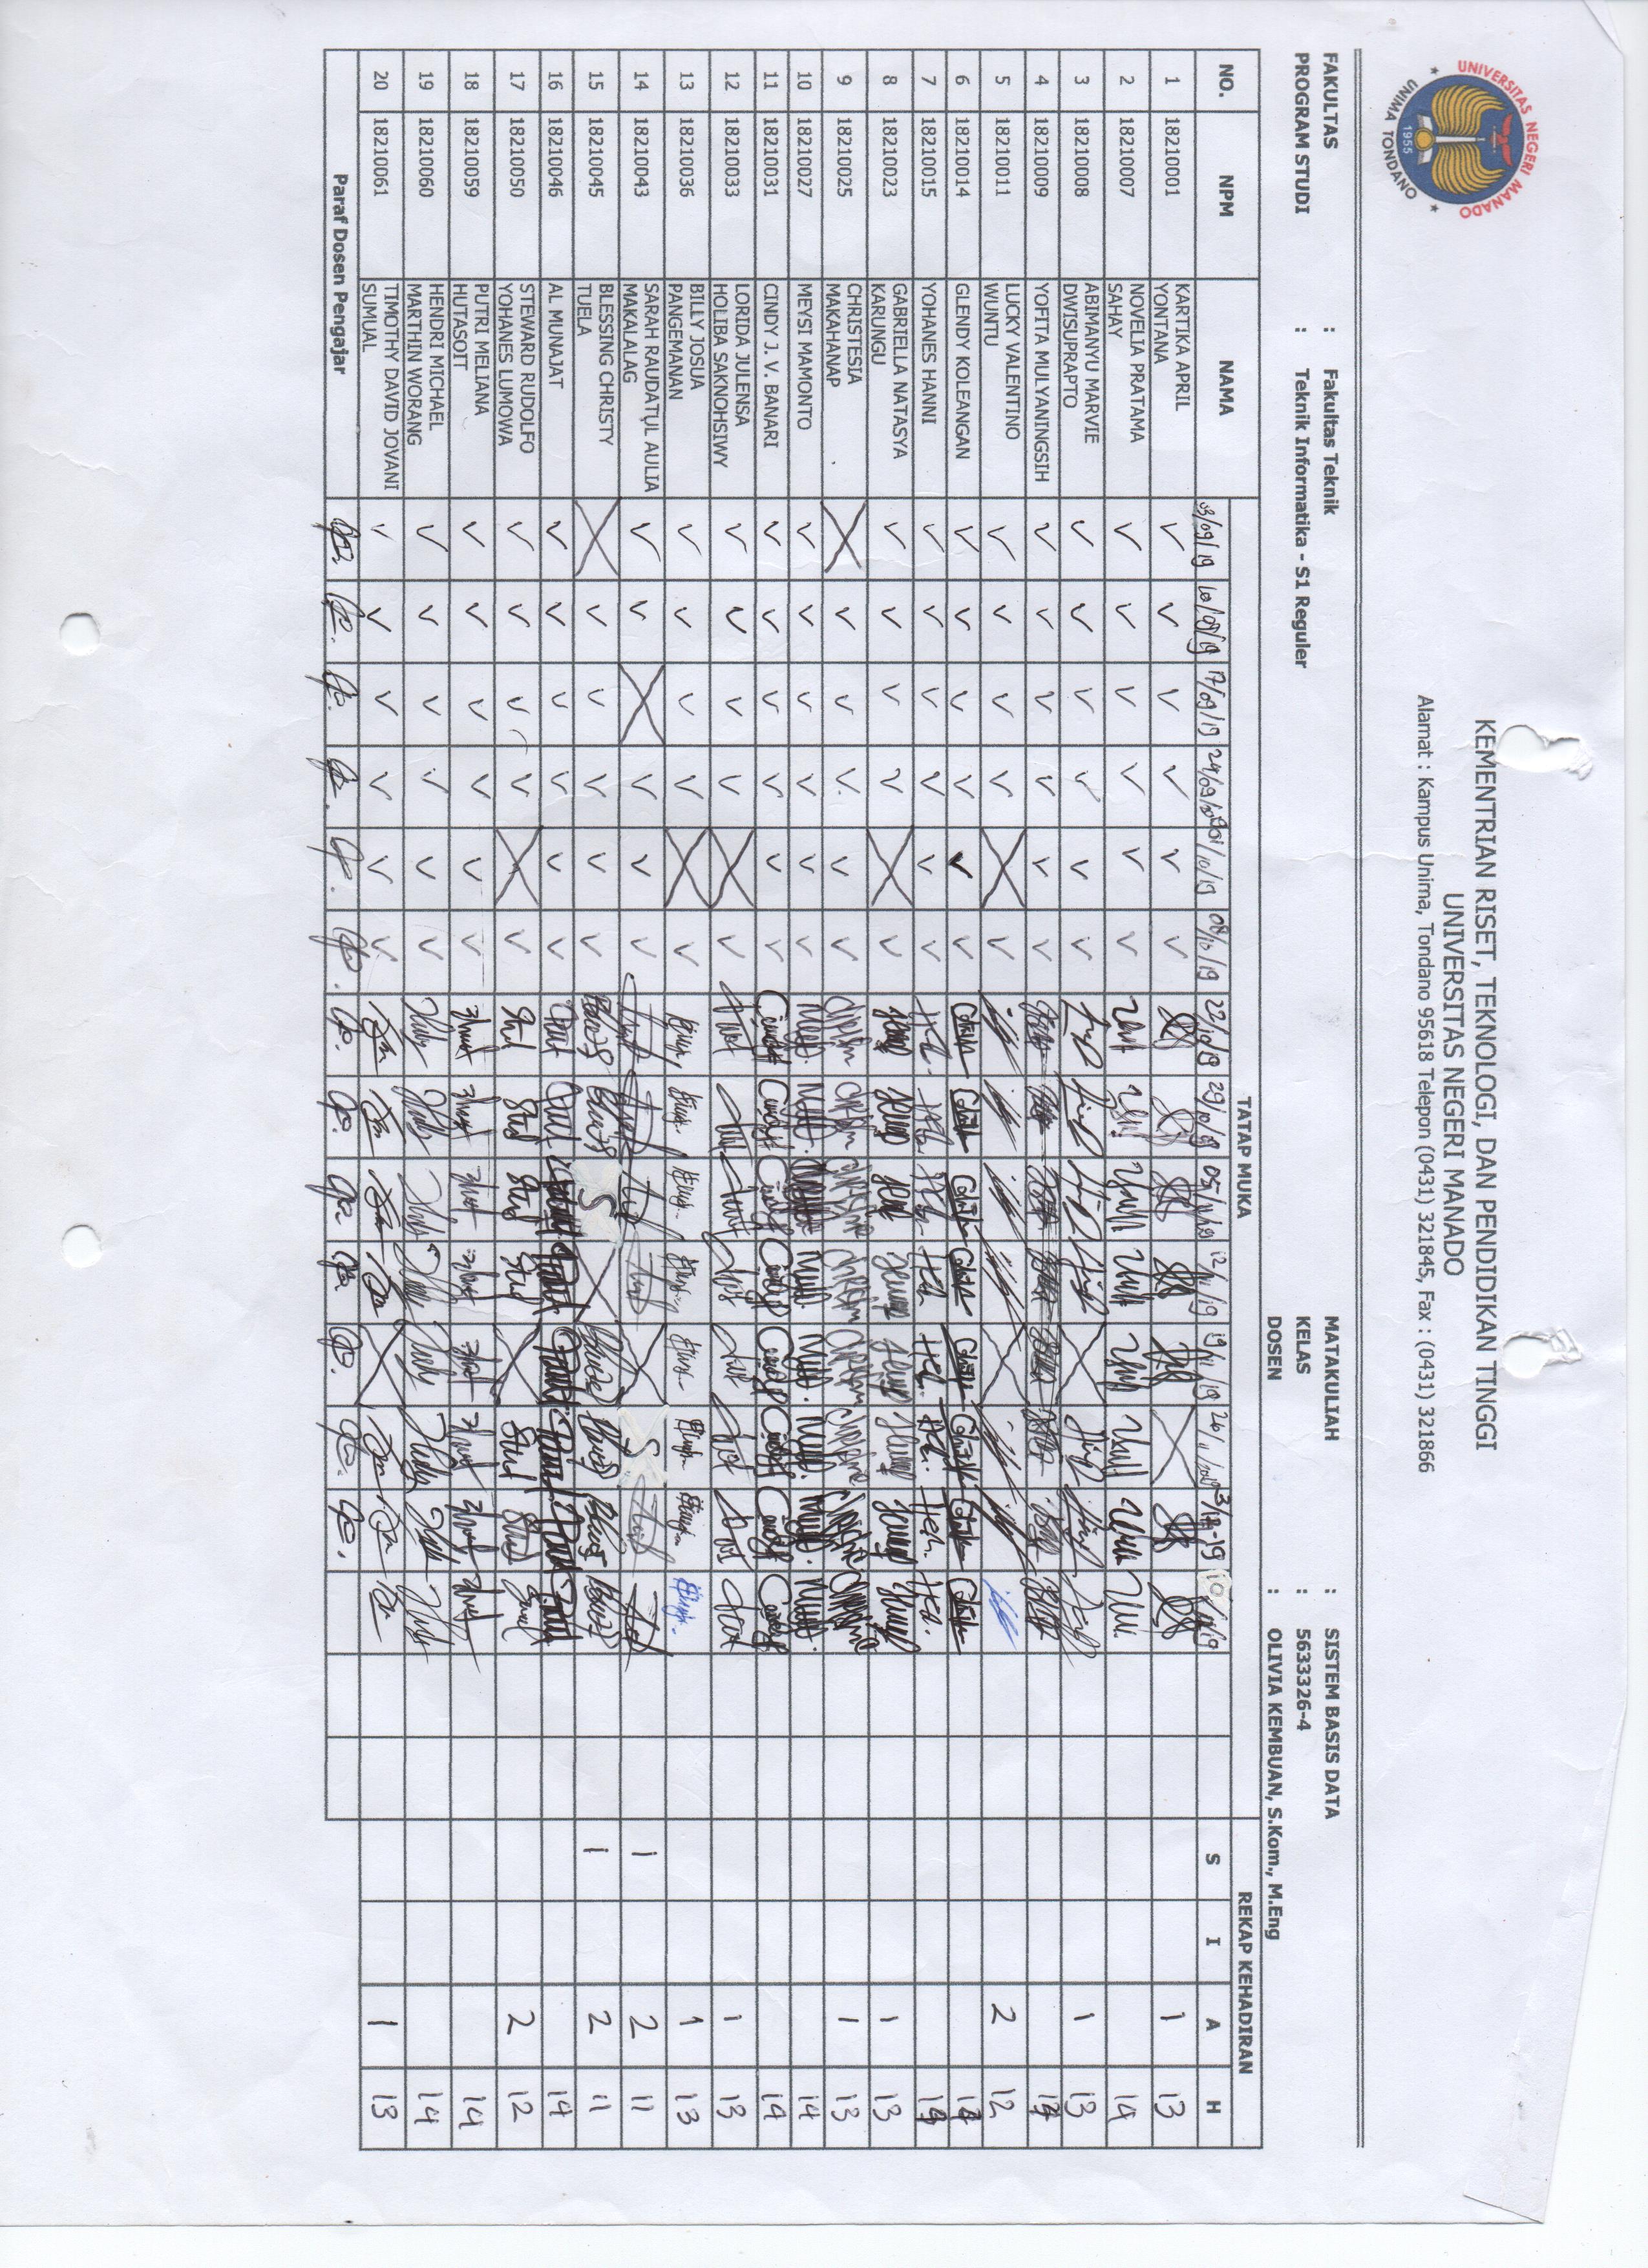 UNIVERSITAS NEGERI MANADO
UNIMA TONDANO
1955
KEMENTRIAN RISET, TEKNOLOGI, DAN PENDIDIKAN TINGGI
UNIVERSITAS NEGERI MANADO
Alamat : Kampus Unima, Tondano 95618 Telepon (0431) 321845, Fax : (0431) 321866
FAKULTAS : Fakultas Teknik MATAKULIAH : SISTEM BASIS DATA
PROGRAM STUDI : Teknik Informatika - S1 Reguler KELAS : 5633326-4
DOSEN : OLIVIA KEMBUAN, S.Kom., M.Eng
NO. NPM NAMA TATAP MUKA REKAP KEHADIRAN
03/09/19 10/09/19 17/09/19 24/09/19 01/10/19 08/10/19 22/10/19 29/10/19 05/11/19 12/11/19 19/11/19 26/11/19 3/12-19 10/12/19 S I A H
1 18210001 KARTIKA APRIL YONTANA ✓ ✓ ✓ ✓ ✓ ✓ X 1 13
2 18210007 NOVELIA PRATAMA SAHAY ✓ ✓ ✓ ✓ ✓ ✓ 14
3 18210008 ABIMANYU MARVIE DWISUPRAPTO ✓ ✓ ✓ ✓ ✓ ✓ X 1 13
4 18210009 YOFITA MULYANINGSIH ✓ ✓ ✓ ✓ ✓ ✓ 14
5 18210011 LUCKY VALENTINO WUNTU ✓ ✓ ✓ ✓ X ✓ X 2 12
6 18210014 GLENDY KOLEANGAN ✓ ✓ ✓ ✓ ✓ ✓ 14
7 18210015 YOHANES HANNI ✓ ✓ ✓ ✓ ✓ ✓ 14
8 18210023 GABRIELLA NATASYA KARUNGU ✓ ✓ ✓ ✓ X ✓ 1 13
9 18210025 CHRISTESIA MAKAHANAP X ✓ ✓ ✓ ✓ ✓ 1 13
10 18210027 MEYSI MAMONTO ✓ ✓ ✓ ✓ ✓ ✓ 14
11 18210031 CINDY J. V. BANARI ✓ ✓ ✓ ✓ ✓ ✓ 14
12 18210033 LORIDA JULENSA HOLIBA SAKNOHSIWY ✓ ✓ ✓ ✓ X ✓ 1 13
13 18210036 BILLY JOSUA PANGEMANAN ✓ ✓ ✓ ✓ X ✓ 1 13
14 18210043 SARAH RAUDATUL AULIA MAKALALAG ✓ ✓ X ✓ ✓ ✓ X S 1 2 11
15 18210045 BLESSING CHRISTY TUELA X ✓ ✓ ✓ ✓ ✓ S X 1 2 11
16 18210046 AL MUNAJAT ✓ ✓ ✓ ✓ ✓ ✓ 14
17 18210050 STEWARD RUDOLFO YOHANES LUMOWA ✓ ✓ ✓ ✓ X ✓ X 2 12
18 18210059 PUTRI MELIANA HUTASOIT ✓ ✓ ✓ ✓ ✓ ✓ 14
19 18210060 HENDRI MICHAEL MARTHIN WORANG ✓ ✓ ✓ ✓ ✓ ✓ 14
20 18210061 TIMOTHY DAVID JOVANI SUMUAL ✓ ✓ ✓ ✓ ✓ ✓ X 1 13
Paraf Dosen Pengajar